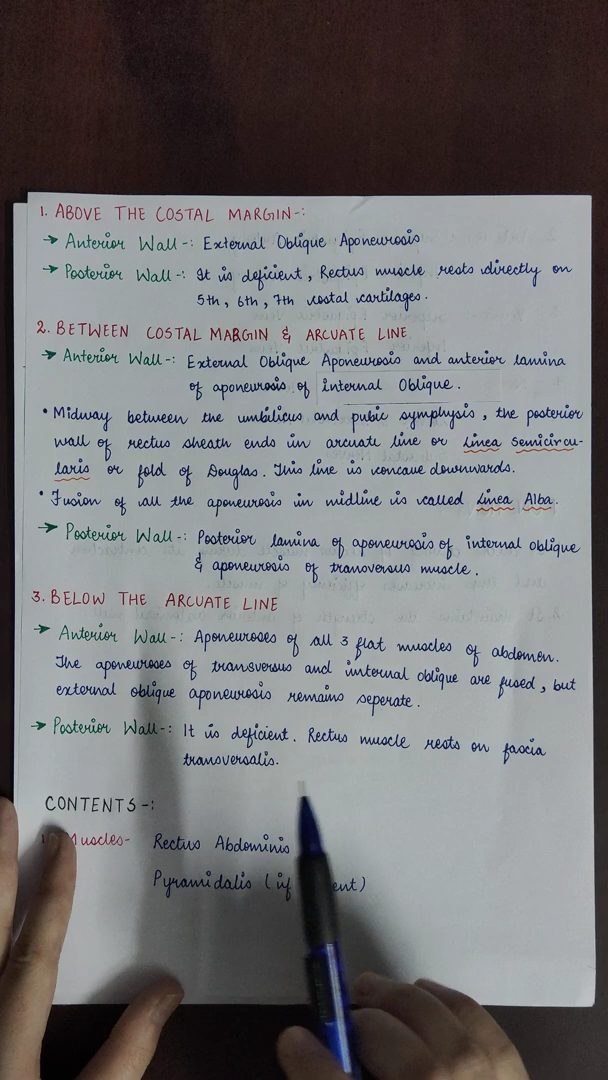 1. ABOVE THE COSTAL MARGIN-:
→ Anterior Wall -: External Oblique Aponeurosis
→ Posterior Wall -: It is deficient, Rectus muscle rests directly on
5th, 6th, 7th costal cartilages.
2. BETWEEN COSTAL MARGIN & ARCUATE LINE
→ Anterior Wall -: External Oblique Aponeurosis and anterior lamina
of aponeurosis of internal Oblique.
• Midway between the umbilicus and pubic symphysis, the posterior
wall of rectus sheath ends in arcuate line or Linea Semicircu-
laris or fold of Douglas. This line is concave downwards.
• Fusion of all the aponeurosis in midline is called Linea Alba.
→ Posterior Wall -: Posterior lamina of aponeurosis of internal oblique
& aponeurosis of transversus muscle.
3. BELOW THE ARCUATE LINE
→ Anterior Wall -: Aponeuroses of all 3 flat muscles of abdomen.
The aponeuroses of transversus and internal oblique are fused, but
external oblique aponeurosis remains seperate.
→ Posterior Wall-: It is deficient. Rectus muscle rests on fascia
transversalis.
CONTENTS -:
Muscles- Rectus Abdominis
Pyramidalis (if